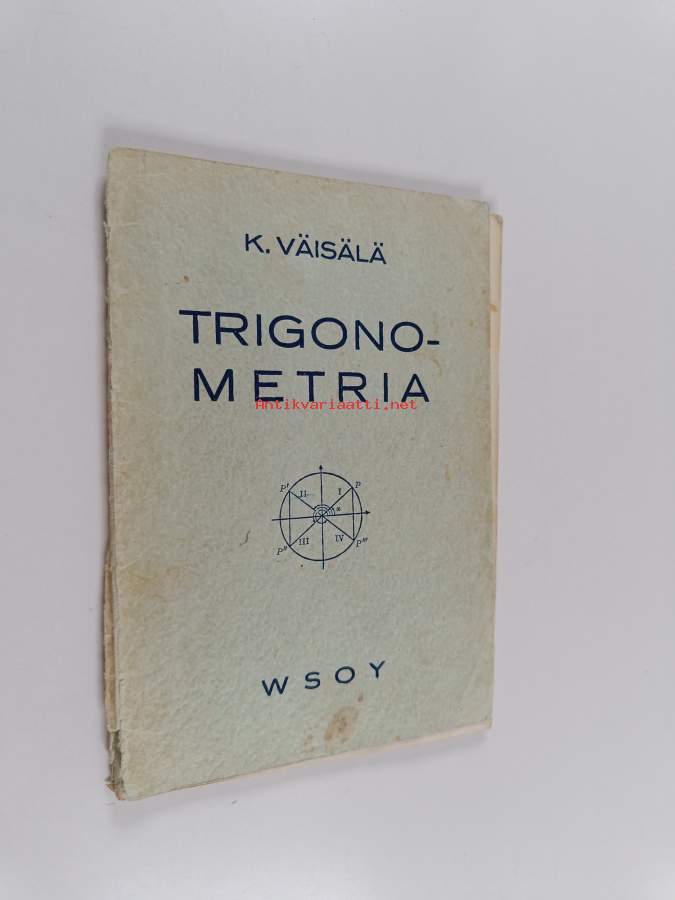 K. VÄISÄLÄ
TRIGONO-
METRIA
Antikvariaatti.net
P' II I P
α
P'' III IV P'''
WSOY